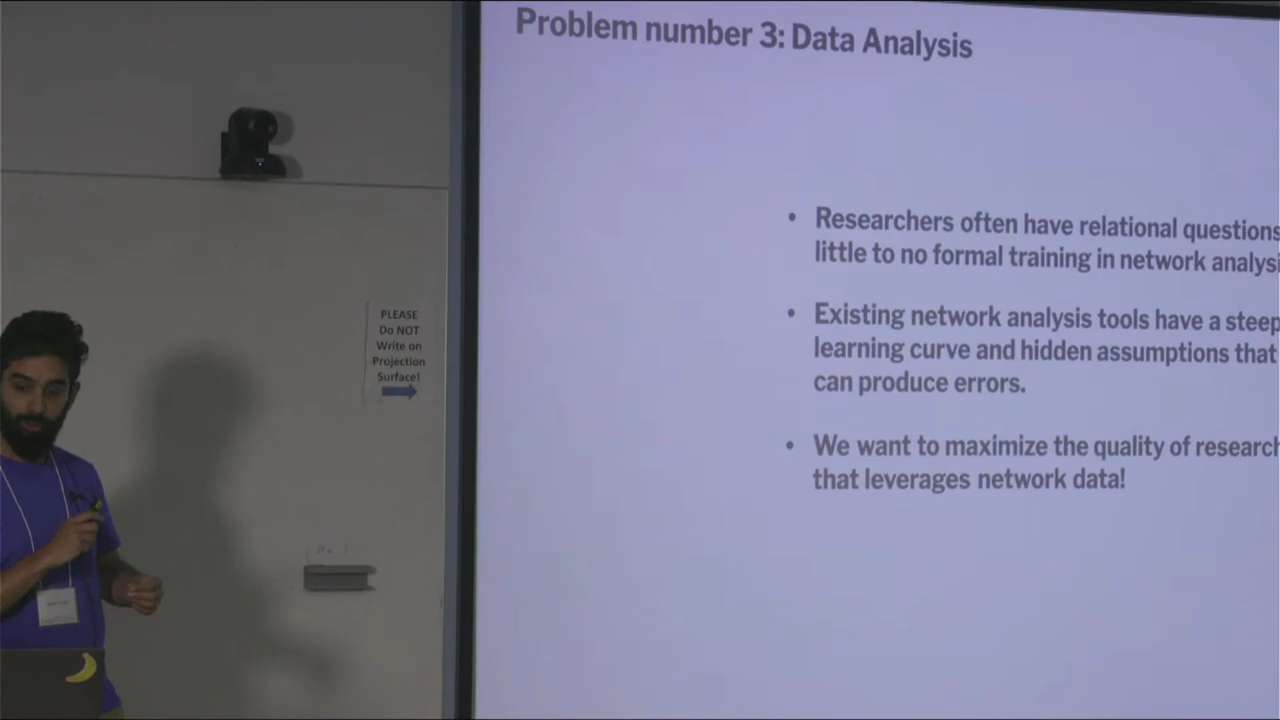 Problem number 3: Data Analysis
• Researchers often have relational questions
little to no formal training in network analysi
• Existing network analysis tools have a steep
learning curve and hidden assumptions that
can produce errors.
• We want to maximize the quality of research
that leverages network data!
PLEASE
Do NOT
Write on
Projection
Surface!